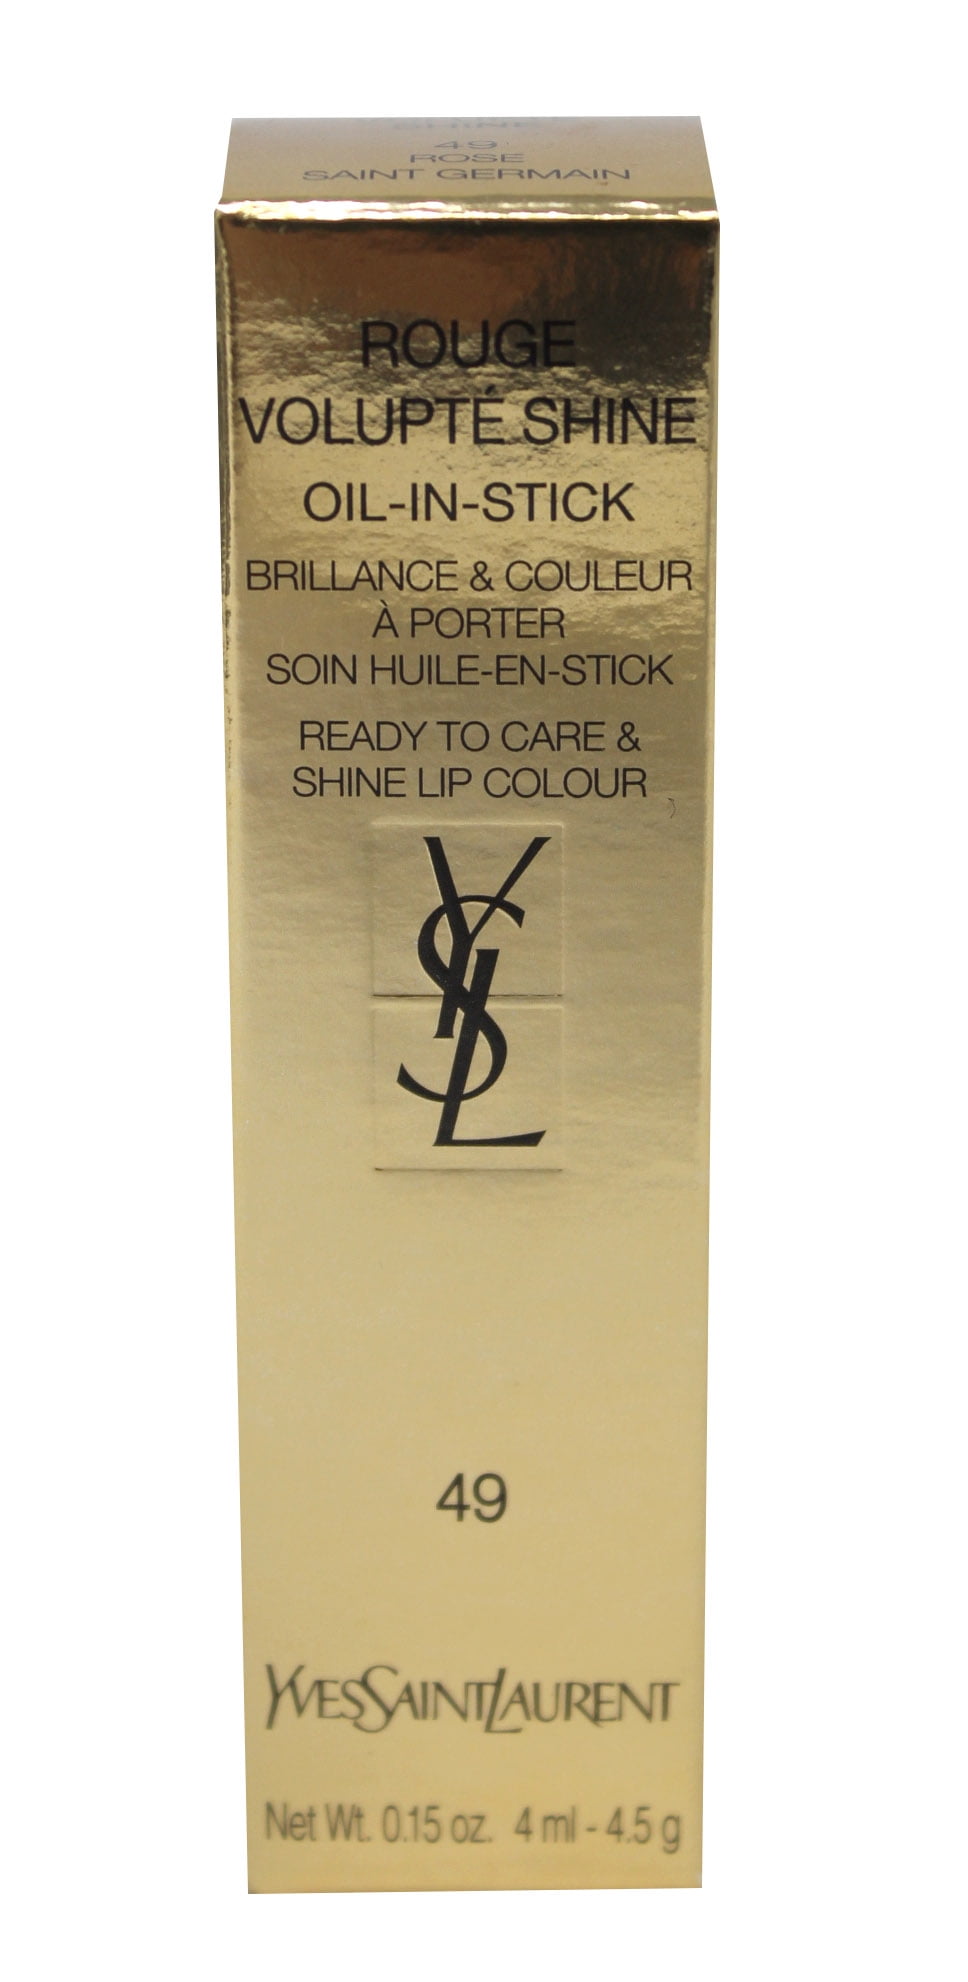 SHINE
49
ROSE
SAINT GERMAIN
ROUGE
VOLUPTÉ SHINE
OIL-IN-STICK
BRILLANCE & COULEUR
À PORTER
SOIN HUILE-EN-STICK
READY TO CARE &
SHINE LIP COLOUR
YSL
49
YVESSAINTLAURENT
Net Wt. 0.15 oz. 4 ml - 4.5 g